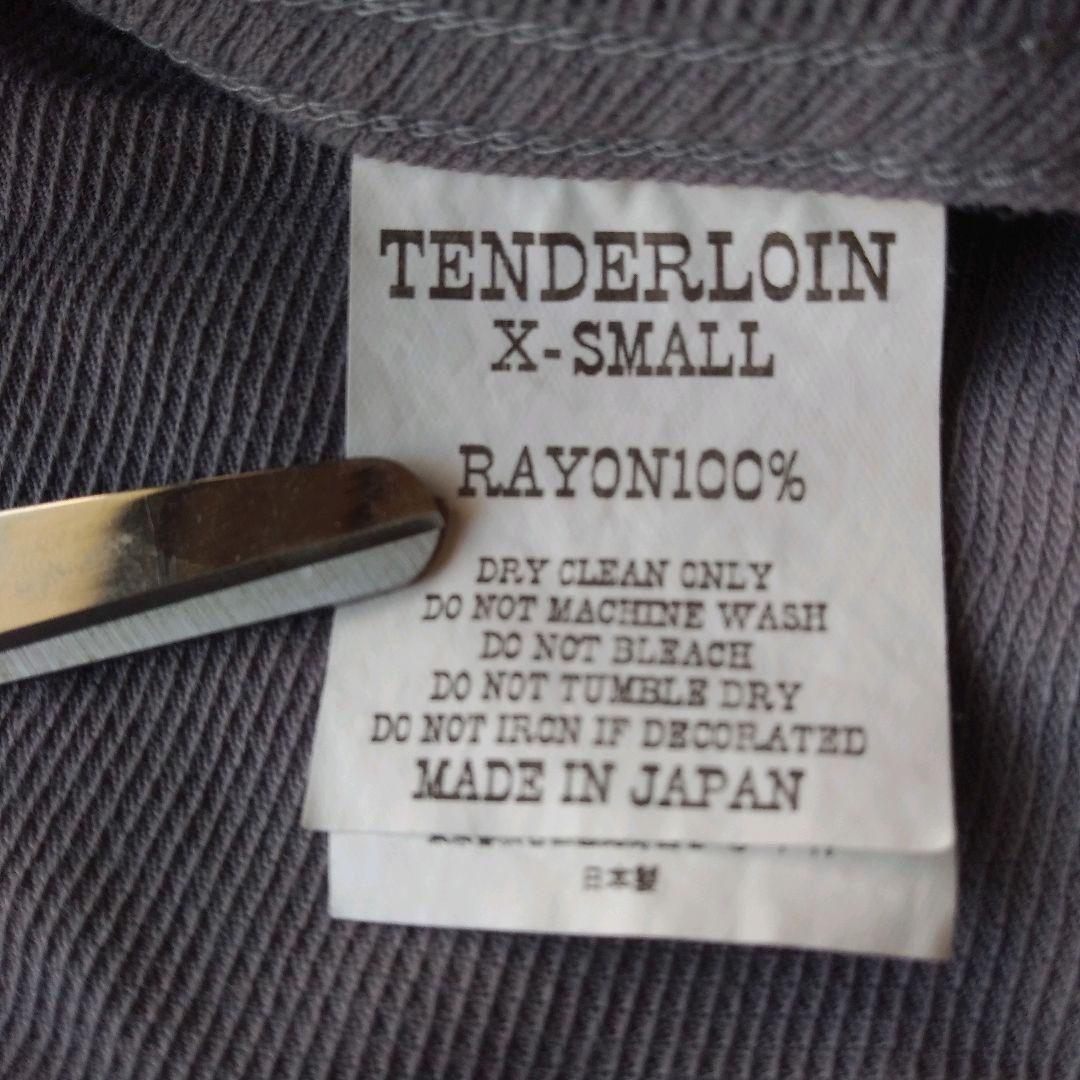 TENDERLOIN
X-SMALL
RAYON100%
DRY CLEAN ONLY
DO NOT MACHINE WASH
DO NOT BLEACH
DO NOT TUMBLE DRY
DO NOT IRON IF DECORATED
MADE IN JAPAN
日本製